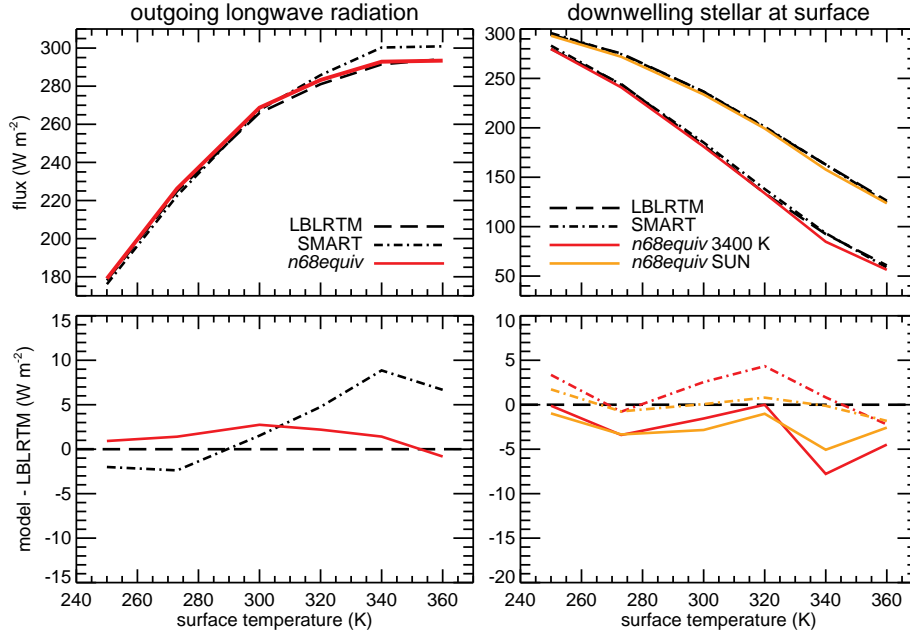 outgoing longwave radiation
downwelling stellar at surface
flux (W m-2)
300
280
260
240
220
200
180
LBLRTM
SMART
n68equiv
300
250
200
150
100
50
LBLRTM
SMART
n68equiv 3400 K
n68equiv SUN
model - LBLRTM (W m-2)
15
10
5
0
-5
-10
-15
240 260 280 300 320 340 360
surface temperature (K)
10
5
0
-5
-10
-15
-20
240 260 280 300 320 340 360
surface temperature (K)